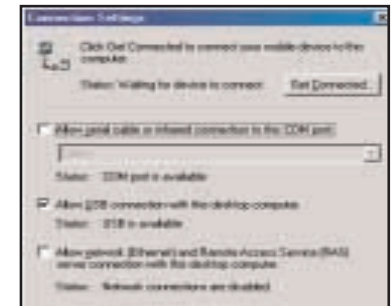 Connection Settings
Click Get Connected to connect your mobile device to this
computer.
Status: Waiting for device to connect
Get Connected...
Allow serial cable or infrared connection to this COM port:
Status: COM port is available
Allow USB connection with this desktop computer.
Status: USB is available
Allow network (Ethernet) and Remote Access Service (RAS)
server connection with this desktop computer.
Status: Network connections are disabled